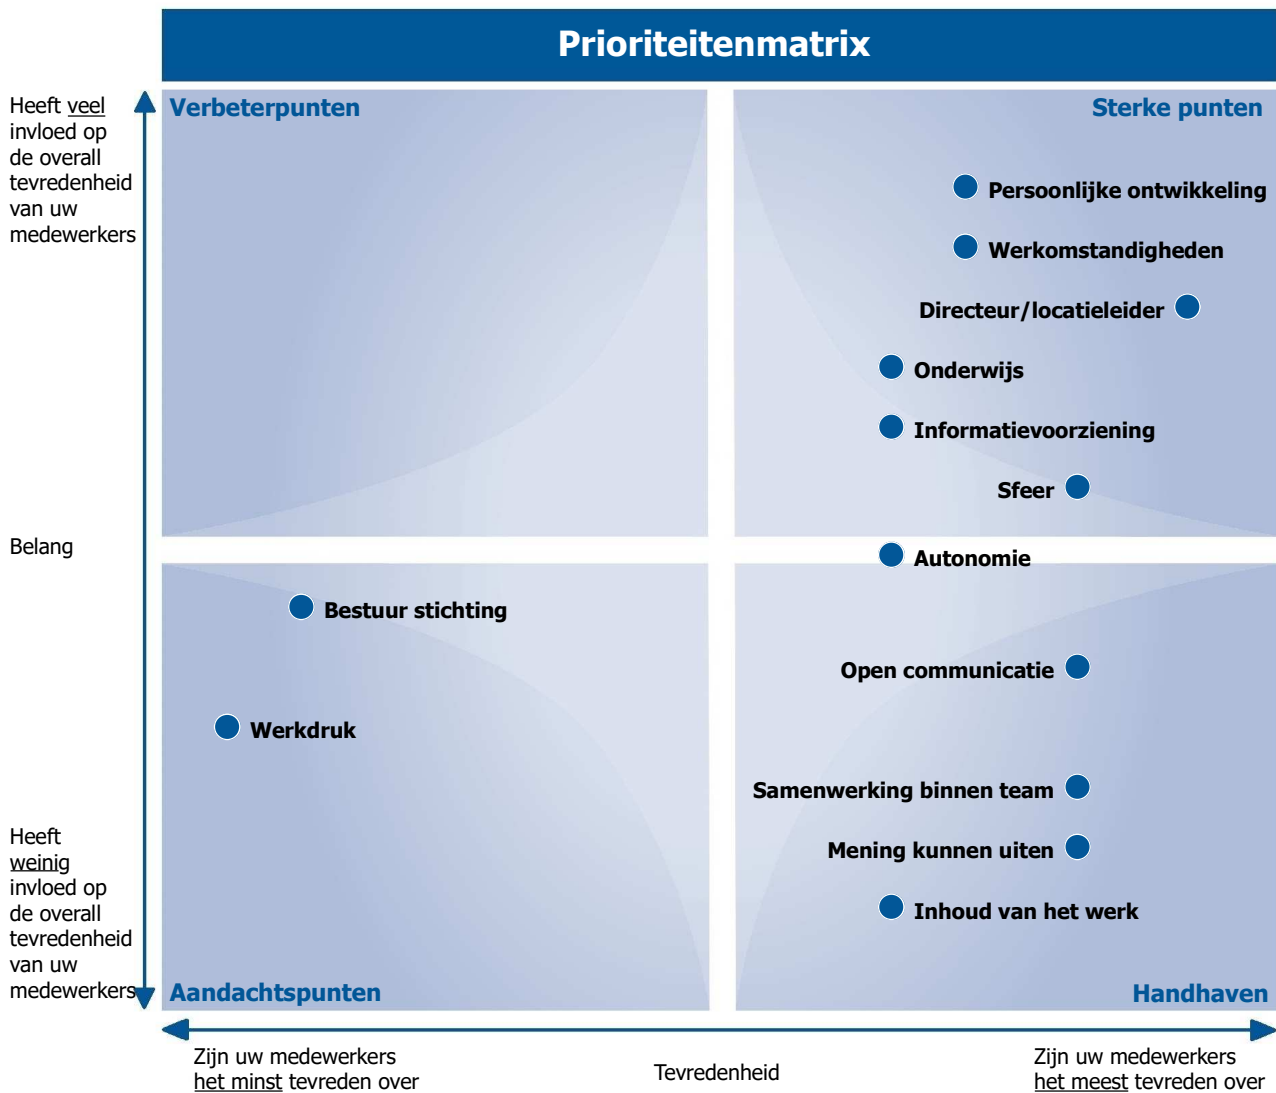 Prioriteitenmatrix
Heeft veel
invloed op
de overall
tevredenheid
van uw
medewerkers
Verbeterpunten
Sterke punten
Persoonlijke ontwikkeling
Werkomstandigheden
Directeur/locatieleider
Onderwijs
Informatievoorziening
Sfeer
Belang
Autonomie
Bestuur stichting
Open communicatie
Werkdruk
Samenwerking binnen team
Mening kunnen uiten
Inhoud van het werk
Heeft
weinig
invloed op
de overall
tevredenheid
van uw
medewerkers
Aandachtspunten
Handhaven
Zijn uw medewerkers
het minst tevreden over
Tevredenheid
Zijn uw medewerkers
het meest tevreden over